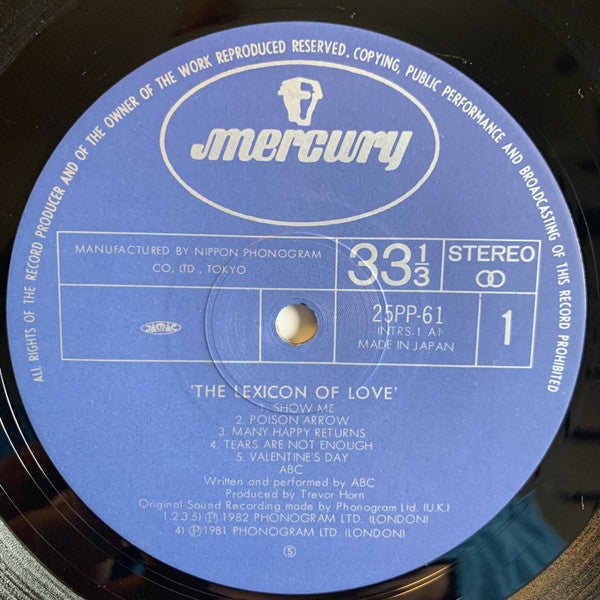 ALL RIGHTS OF THE RECORD PRODUCER AND OF THE OWNER OF THE WORK REPRODUCED RESERVED. COPYING, PUBLIC PERFORMANCE AND BROADCASTING OF THIS RECORD PROHIBITED
mercury
MANUFACTURED BY NIPPON PHONOGRAM
CO. LTD., TOKYO
33 1/3
STEREO
JASRAC
25PP-61
(NTRS-1 A)
MADE IN JAPAN
1
'THE LEXICON OF LOVE'
1. SHOW ME
2. POISON ARROW
3. MANY HAPPY RETURNS
4. TEARS ARE NOT ENOUGH
5. VALENTINE'S DAY
ABC
Written and performed by ABC
Produced by Trevor Horn
Original Sound Recording made by Phonogram Ltd. (U.K.)
1.2.3.5) Ⓟ 1982 PHONOGRAM LTD. (LONDON)
4) Ⓟ 1981 PHONOGRAM LTD. (LONDON)
Ⓢ